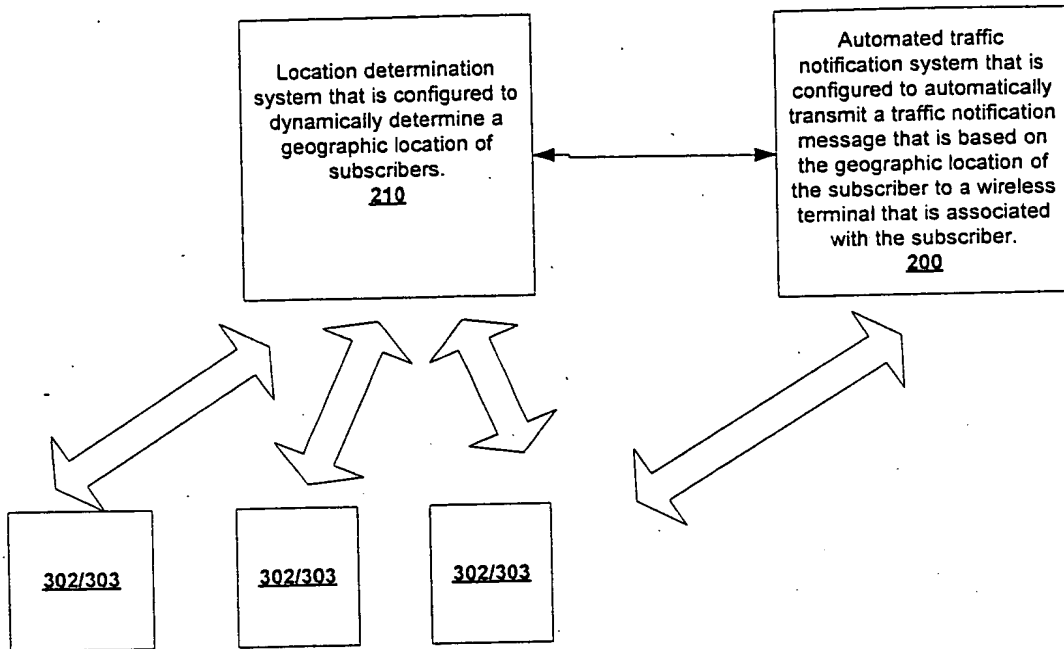 Location determination
system that is configured to
dynamically determine a
geographic location of
subscribers.
210
Automated traffic
notification system that is
configured to automatically
transmit a traffic notification
message that is based on
the geographic location of
the subscriber to a wireless
terminal that is associated
with the subscriber.
200
302/303
302/303
302/303